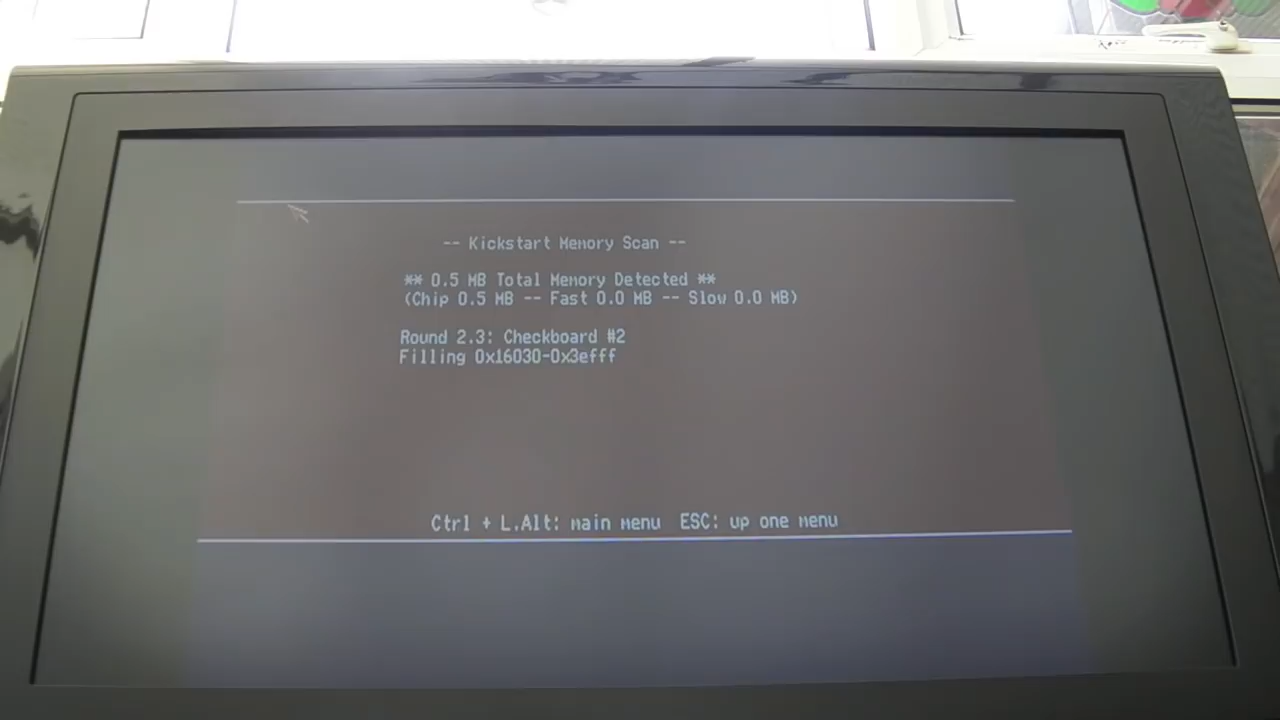 -- Kickstart Memory Scan --
** 0.5 MB Total Memory Detected **
(Chip 0.5 MB -- Fast 0.0 MB -- Slow 0.0 MB)
Round 2.3: Checkboard #2
Filling 0x16030-0x3efff
Ctrl + L.Alt: main menu  ESC: up one menu